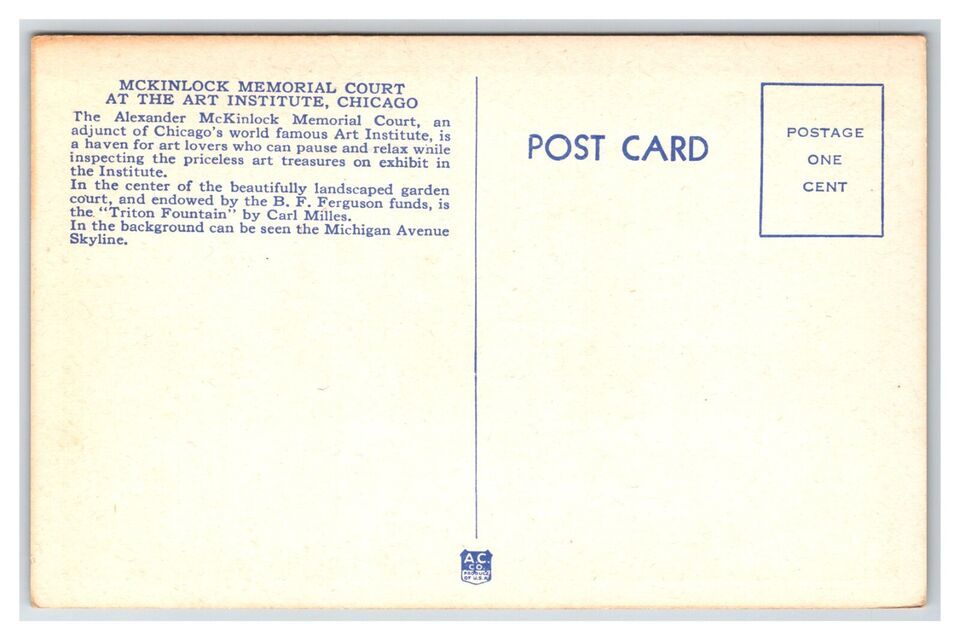 MCKINLOCK MEMORIAL COURT
AT THE ART INSTITUTE, CHICAGO
The Alexander McKinlock Memorial Court, an
adjunct of Chicago's world famous Art Institute, is
a haven for art lovers who can pause and relax while
inspecting the priceless art treasures on exhibit in
the Institute.
In the center of the beautifully landscaped garden
court, and endowed by the B. F. Ferguson funds, is
the "Triton Fountain" by Carl Milles.
In the background can be seen the Michigan Avenue
Skyline.
POST CARD
POSTAGE
ONE
CENT
A.C.
CO.
PRODUCT
OF U.S.A.